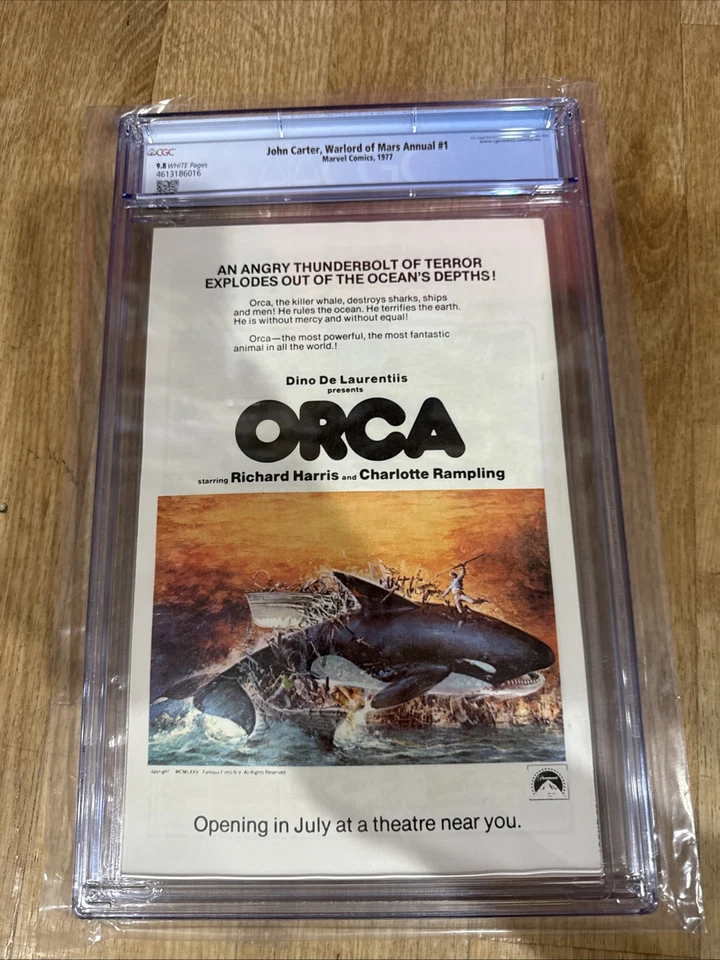 CGC
John Carter, Warlord of Mars Annual #1
Marvel Comics, 1977
9.8 WHITE Pages
4613186016
AN ANGRY THUNDERBOLT OF TERROR
EXPLODES OUT OF THE OCEAN'S DEPTHS!
Orca, the killer whale, destroys sharks, ships
and men! He rules the ocean. He terrifies the earth.
He is without mercy and without equal!
Orca—the most powerful, the most fantastic
animal in all the world.!
Dino De Laurentiis
presents
ORCA
starring Richard Harris and Charlotte Rampling
All Rights Reserved
Paramount
Opening in July at a theatre near you.